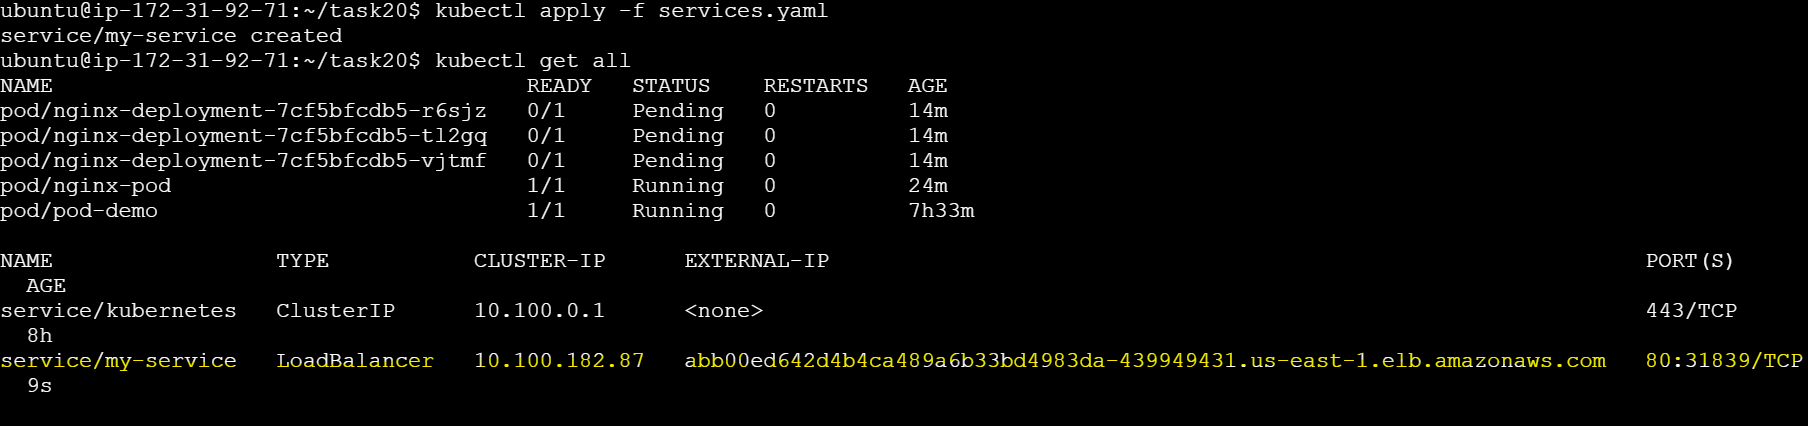 ubuntu@ip-172-31-92-71:~/task20$ kubectl apply -f services.yaml
service/my-service created
ubuntu@ip-172-31-92-71:~/task20$ kubectl get all
NAME                                    READY   STATUS    RESTARTS   AGE
pod/nginx-deployment-7cf5bfcdb5-r6sjz   0/1     Pending   0          14m
pod/nginx-deployment-7cf5bfcdb5-tl2gq   0/1     Pending   0          14m
pod/nginx-deployment-7cf5bfcdb5-vjtmf   0/1     Pending   0          14m
pod/nginx-pod                           1/1     Running   0          24m
pod/pod-demo                            1/1     Running   0          7h33m
NAME                 TYPE           CLUSTER-IP      EXTERNAL-IP                                                              PORT(S)
  AGE
service/kubernetes   ClusterIP      10.100.0.1      <none>                                                                   443/TCP
  8h
service/my-service   LoadBalancer   10.100.182.87   abb00ed642d4b4ca489a6b33bd4983da-439949431.us-east-1.elb.amazonaws.com   80:31839/TCP
  9s